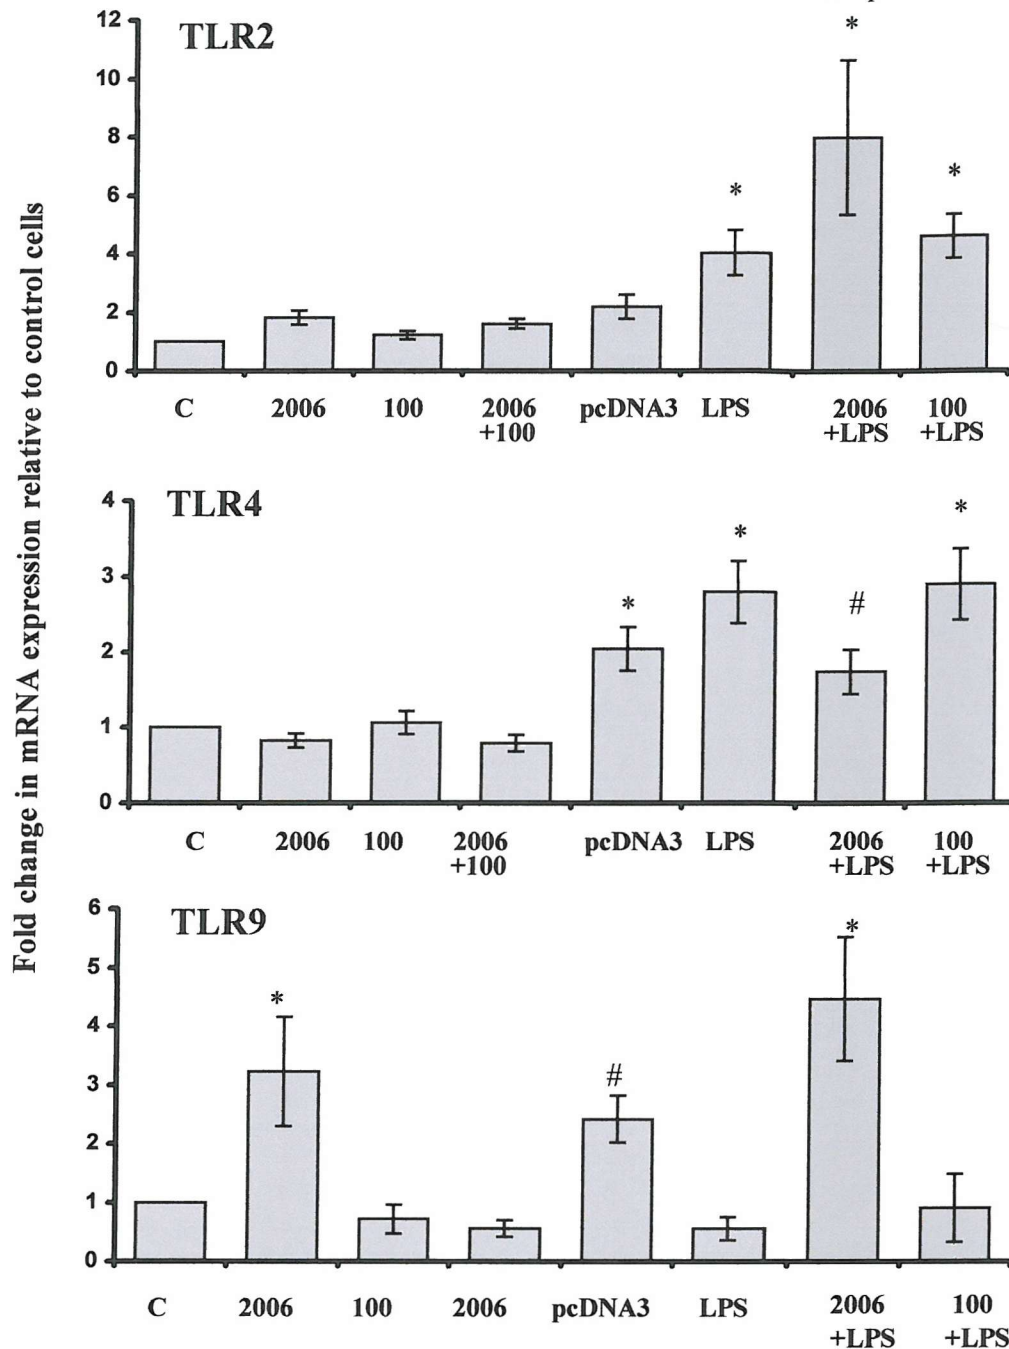 Fold change in mRNA expression relative to control cells
TLR2
12
10
8
6
4
2
0
*
*
*
C 2006 100 2006 pcDNA3 LPS 2006 100
+100 +LPS +LPS
TLR4
4
3
2
1
0
*
*
#
*
C 2006 100 2006 pcDNA3 LPS 2006 100
+100 +LPS +LPS
TLR9
6
5
4
3
2
1
0
*
#
*
C 2006 100 2006 pcDNA3 LPS 2006 100
+LPS +LPS